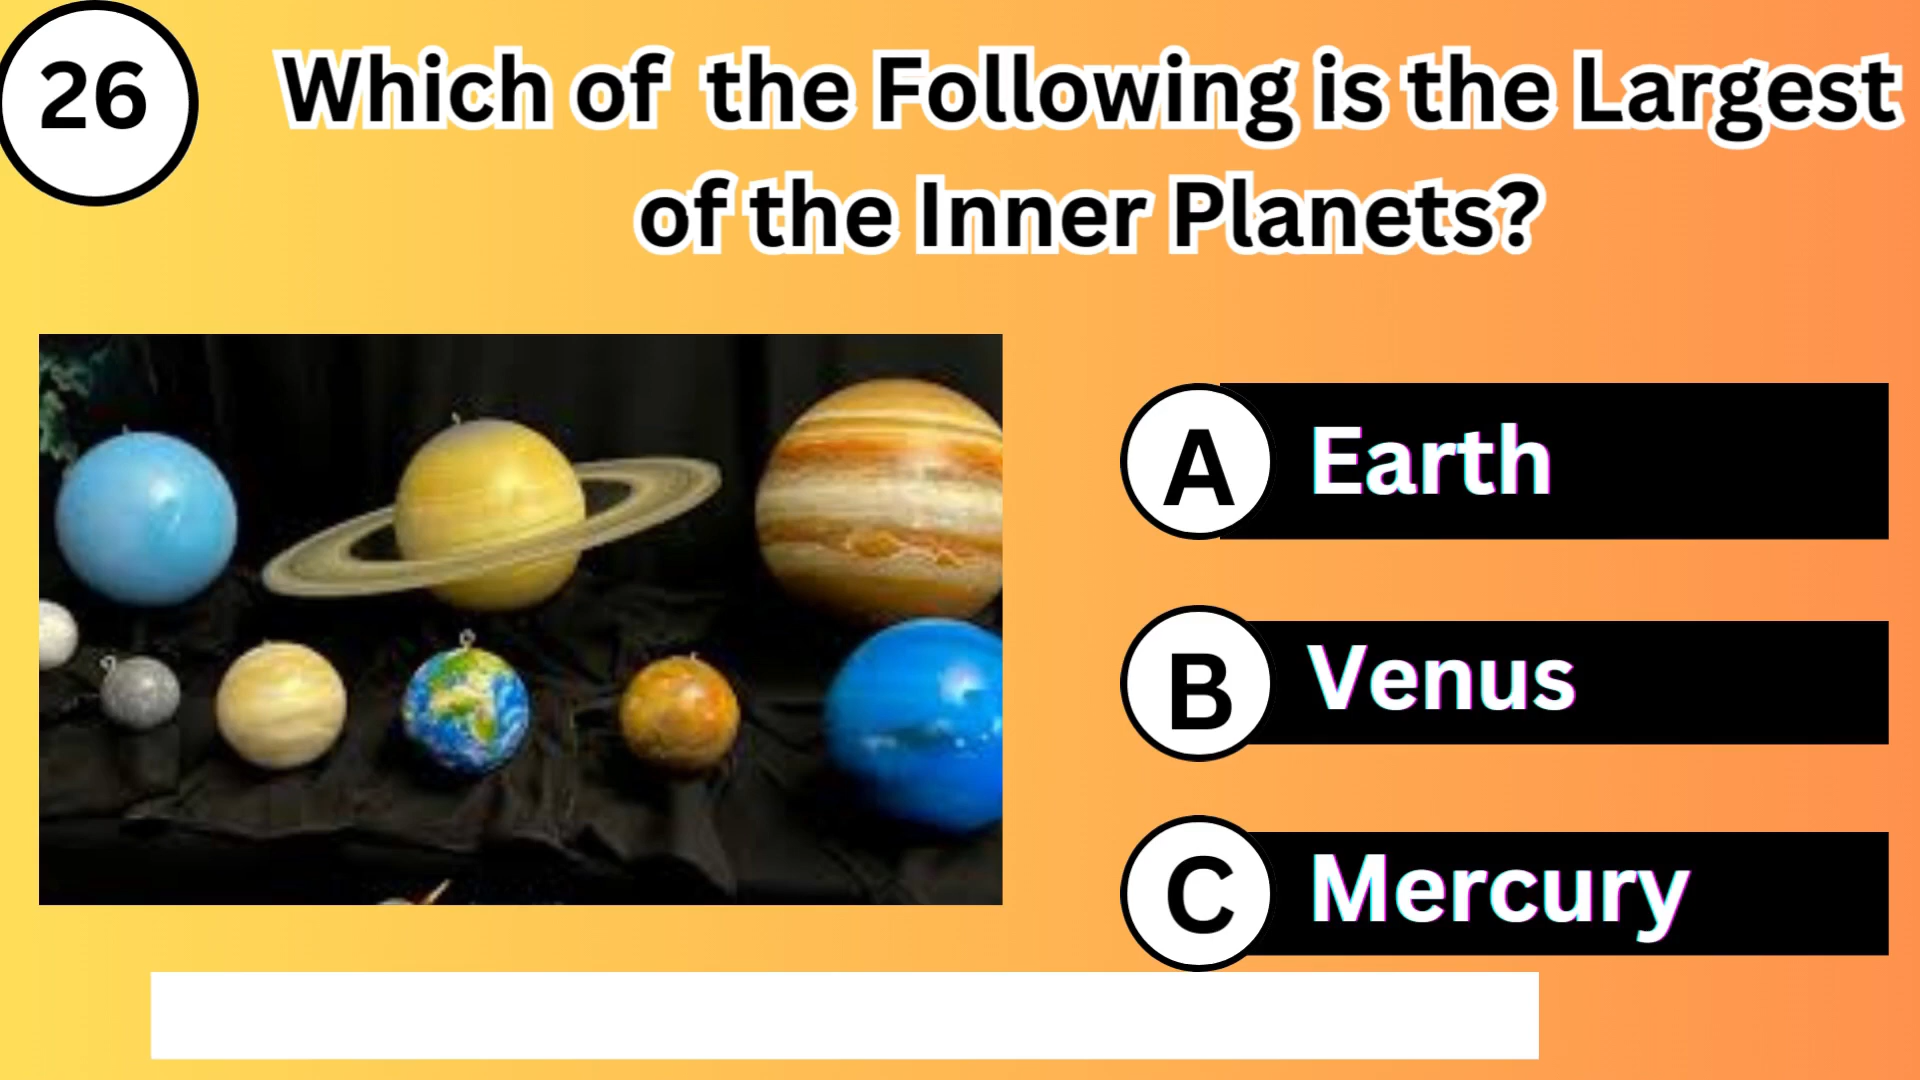 26
Which of the Following is the Largest
of the Inner Planets?
A Earth
B Venus
C Mercury